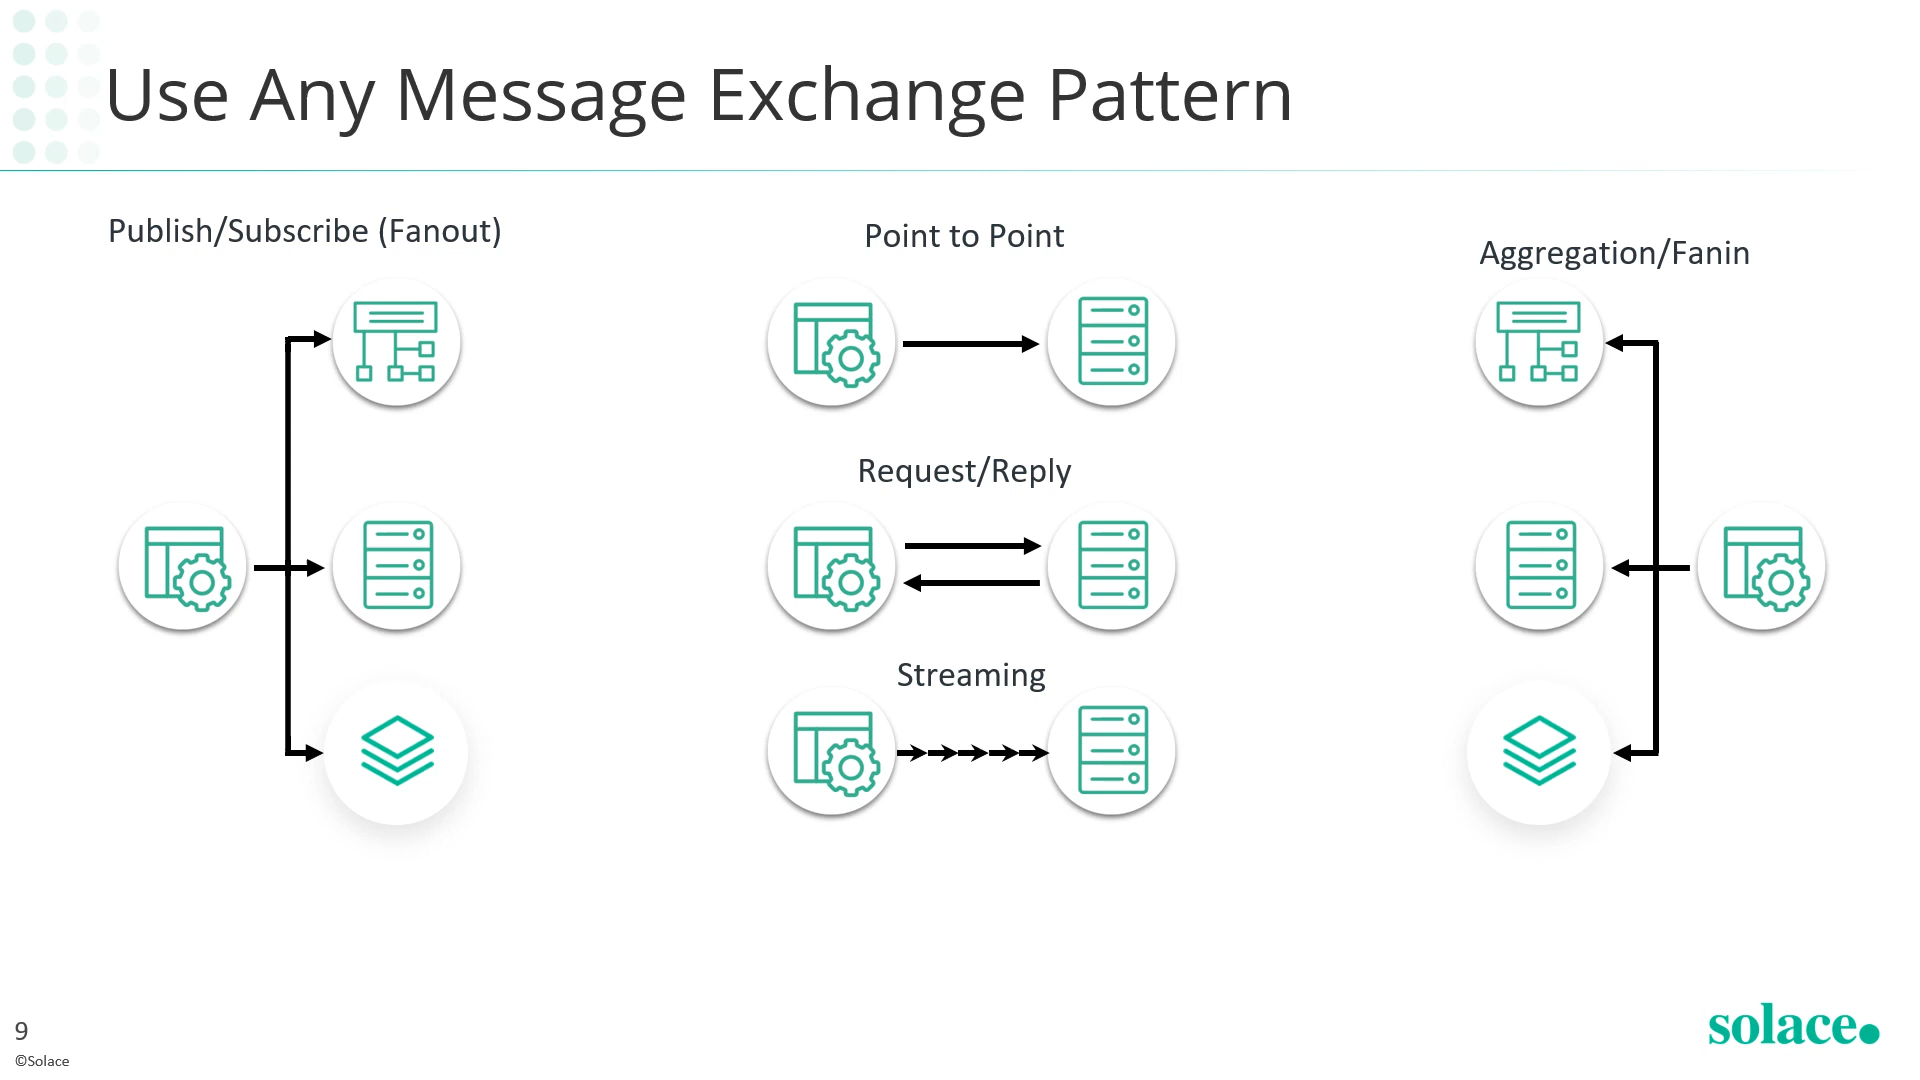 Use Any Message Exchange Pattern
Publish/Subscribe (Fanout)
Point to Point
Aggregation/Fanin
Request/Reply
Streaming
9
©Solace
solace.